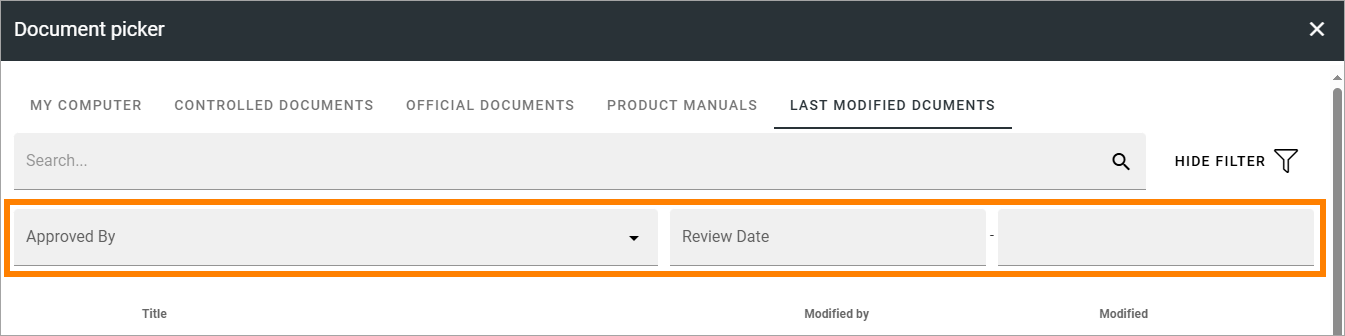 Document picker
MY COMPUTER CONTROLLED DOCUMENTS OFFICIAL DOCUMENTS PRODUCT MANUALS LAST MODIFIED DCUMENTS
Search... HIDE FILTER
Approved By Review Date -
Title Modified by Modified